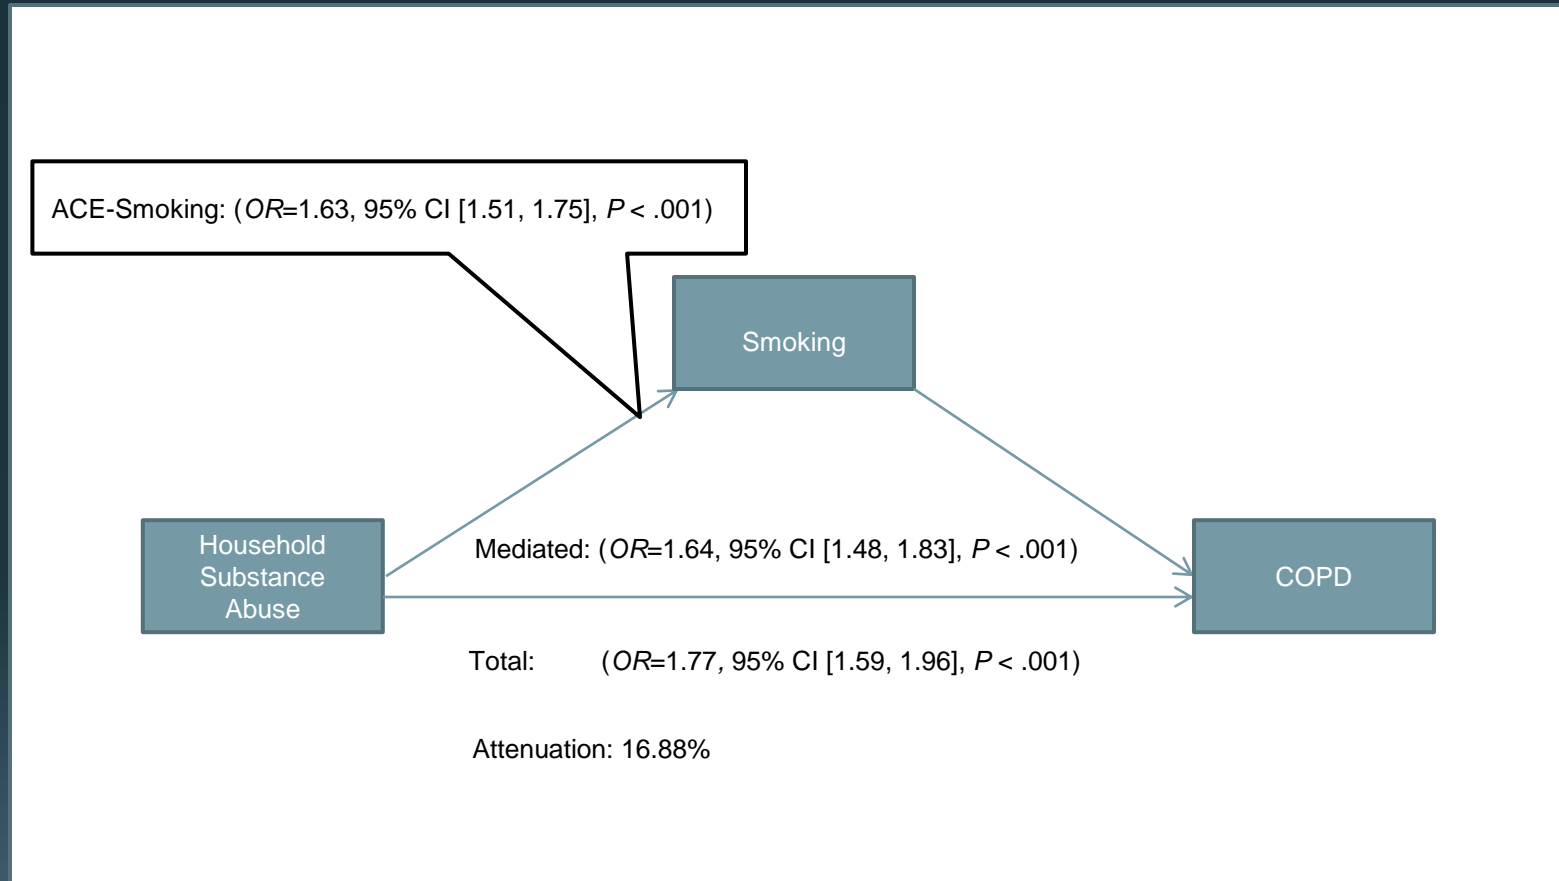 ACE-Smoking: (OR=1.63, 95% CI [1.51, 1.75], P < .001)
Smoking
Household
Substance
Abuse
Mediated: (OR=1.64, 95% CI [1.48, 1.83], P < .001)
COPD
Total: (OR=1.77, 95% CI [1.59, 1.96], P < .001)
Attenuation: 16.88%